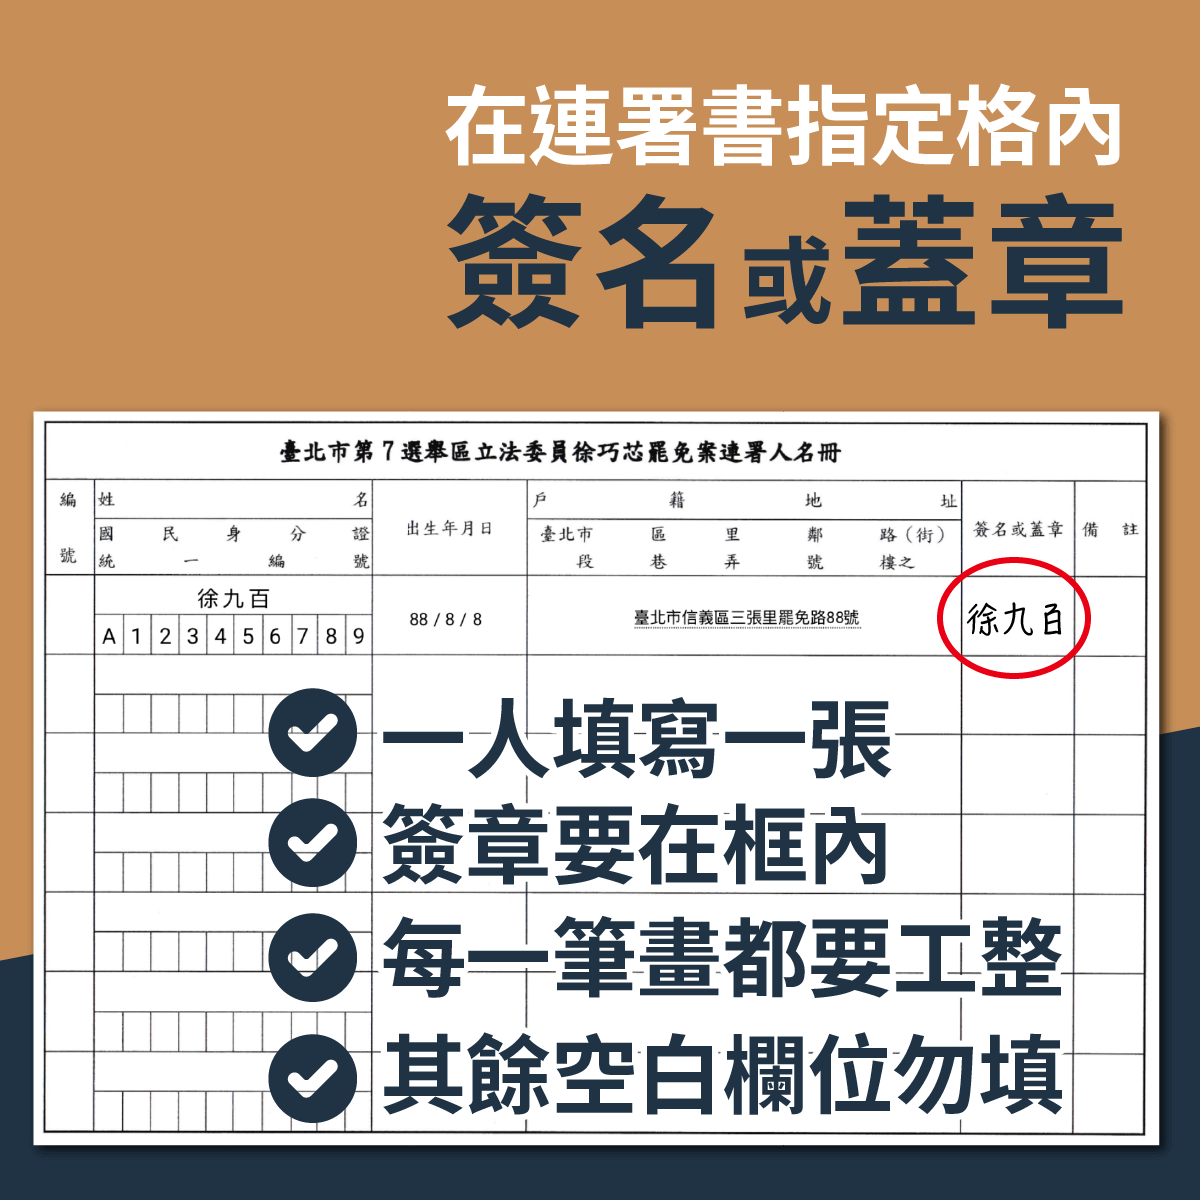 在連署書指定格內
簽名或蓋章
臺北市第7選舉區立法委員徐巧芯罷免案連署人名冊
編號
姓名
國民身分證
統一編號
出生年月日
戶籍地址
臺北市 區 里 鄰 路（街）
段 巷 弄 號 樓之
簽名或蓋章
備註
徐九百
A 1 2 3 4 5 6 7 8 9
88 / 8 / 8
臺北市信義區三張里罷免路88號
徐九百
一人填寫一張
簽章要在框內
每一筆畫都要工整
其餘空白欄位勿填